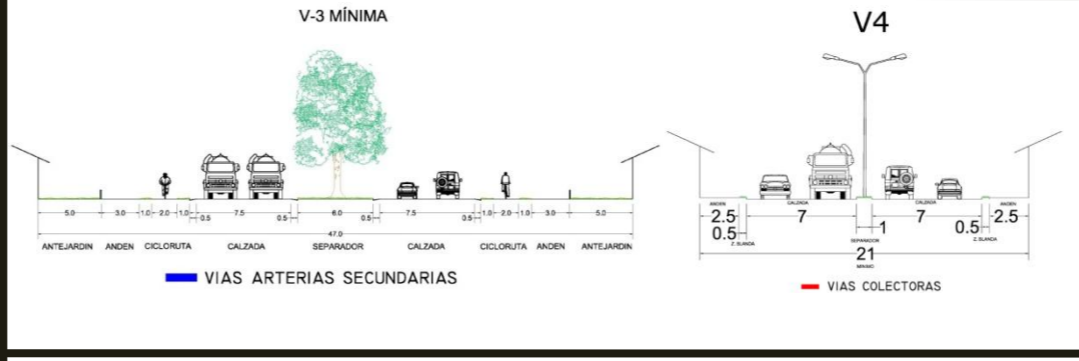 V-3 MÍNIMA
5.0 3.0 1.0 2.0 1.0 0.5 7.5 0.5 6.0 0.5 7.5 0.5 1.0 2.0 1.0 3.0 5.0
47.0
ANTEJARDIN ANDEN CICLORUTA CALZADA SEPARADOR CALZADA CICLORUTA ANDEN ANTEJARDIN
VIAS ARTERIAS SECUNDARIAS
V4
ANDEN CALZADA CALZADA ANDEN
2.5 7 7 2.5
0.5 1 0.5
Z. BLANDA SEPARADOR Z. BLANDA
21
MINIMO
VIAS COLECTORAS